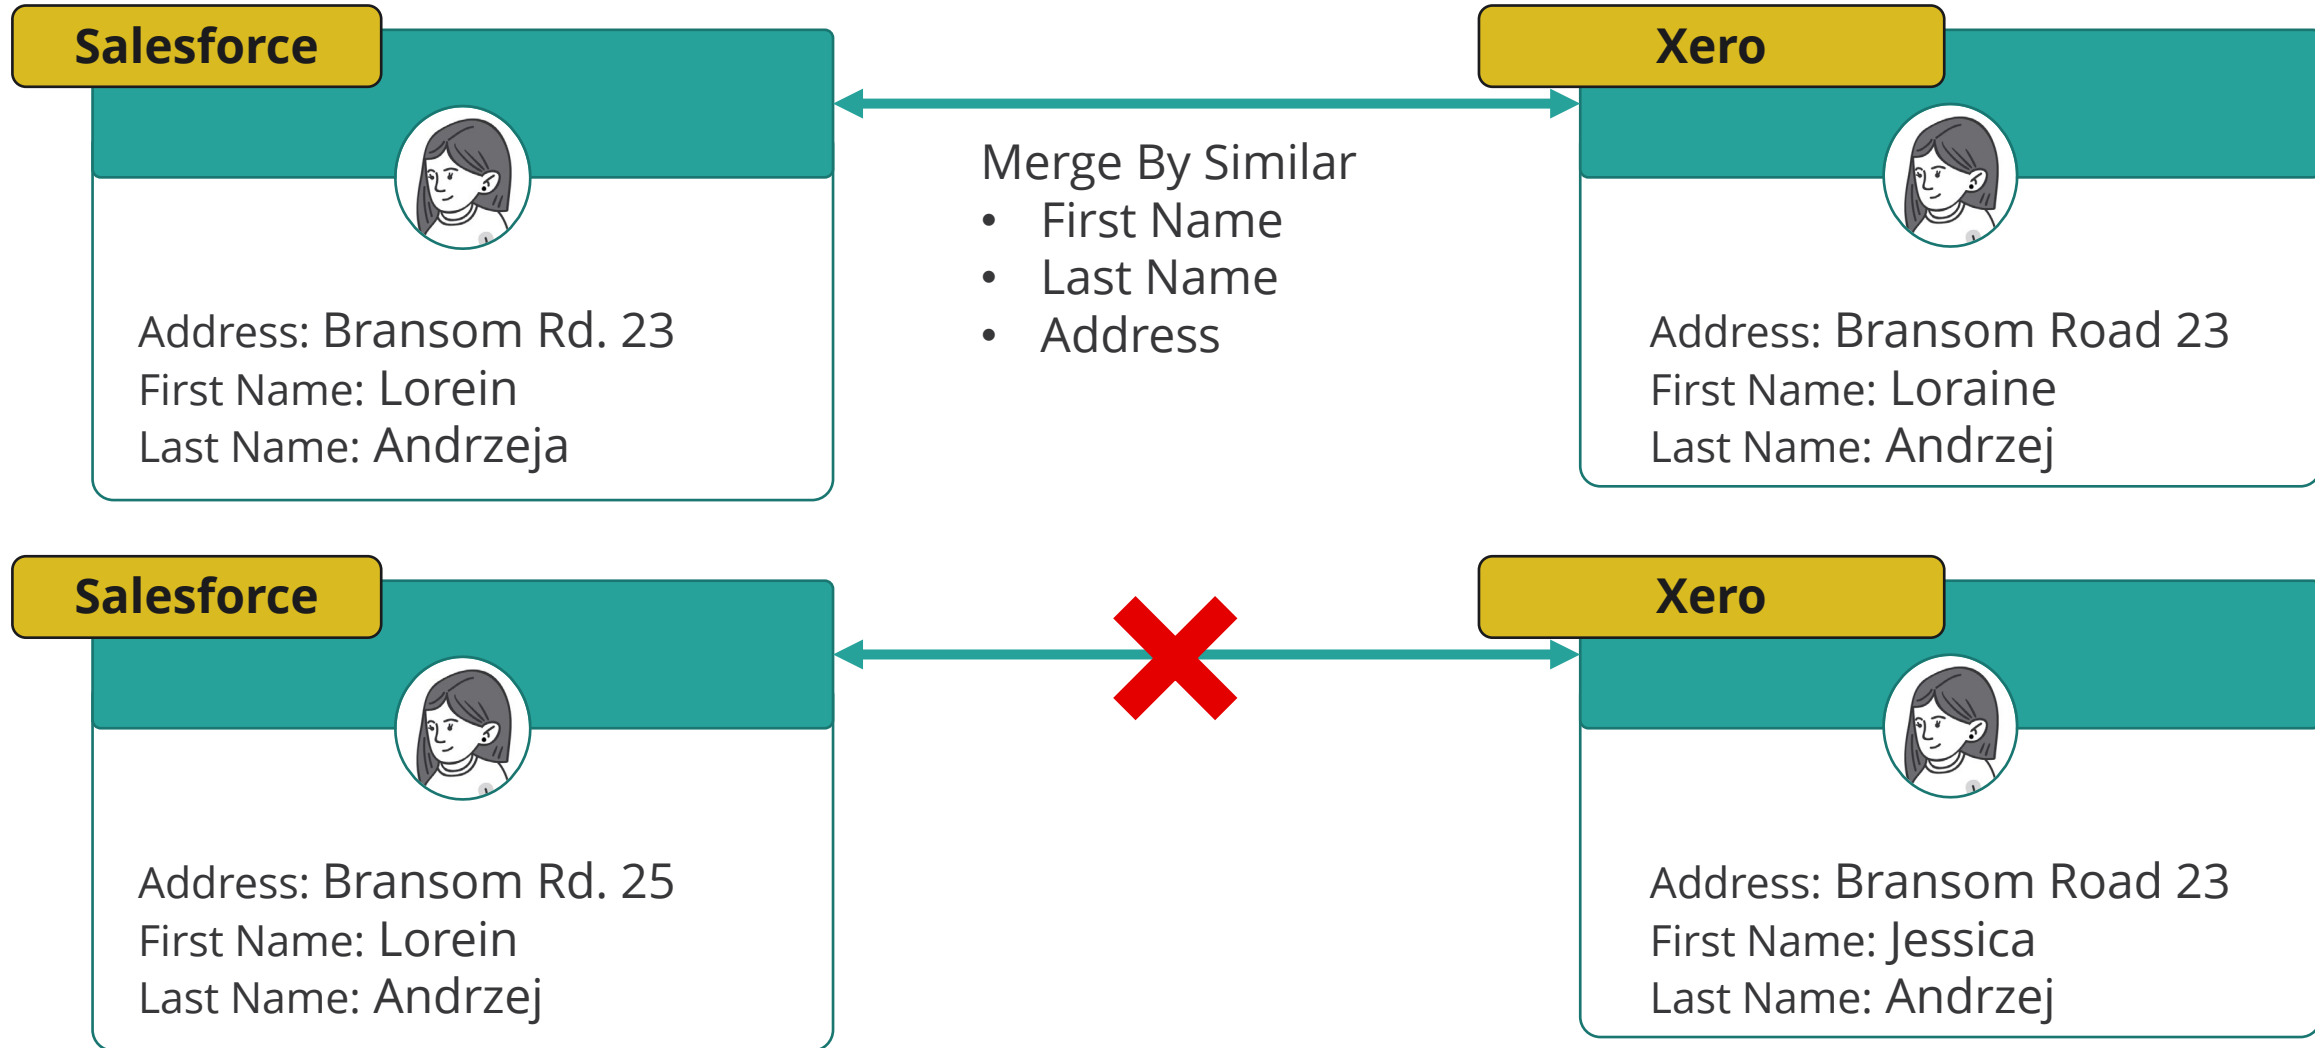 Salesforce
Xero
Merge By Similar
• First Name
• Last Name
• Address
Address: Bransom Rd. 23
First Name: Lorein
Last Name: Andrzeja
Address: Bransom Road 23
First Name: Loraine
Last Name: Andrzej
Salesforce
Xero
Address: Bransom Rd. 25
First Name: Lorein
Last Name: Andrzej
Address: Bransom Road 23
First Name: Jessica
Last Name: Andrzej